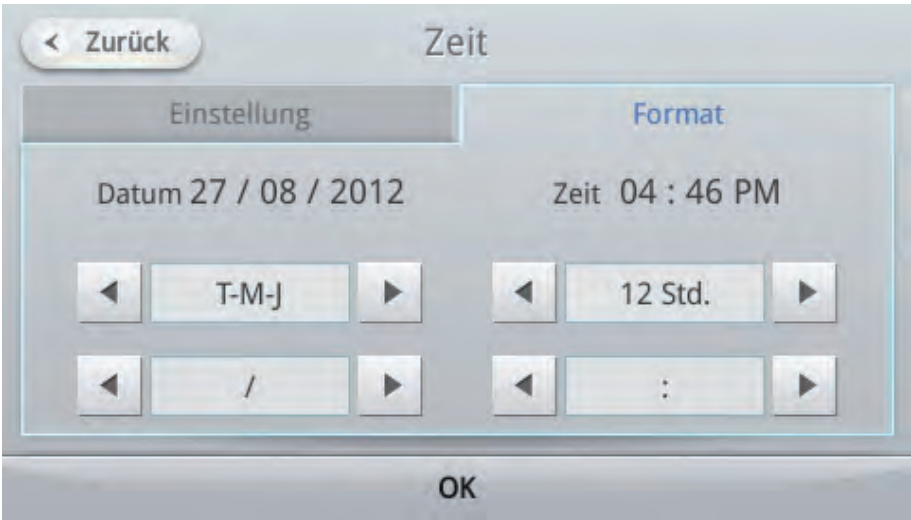 Zurück
Zeit
Einstellung
Format
Datum 27 / 08 / 2012
Zeit 04 : 46 PM
T-M-J
12 Std.
/
:
OK